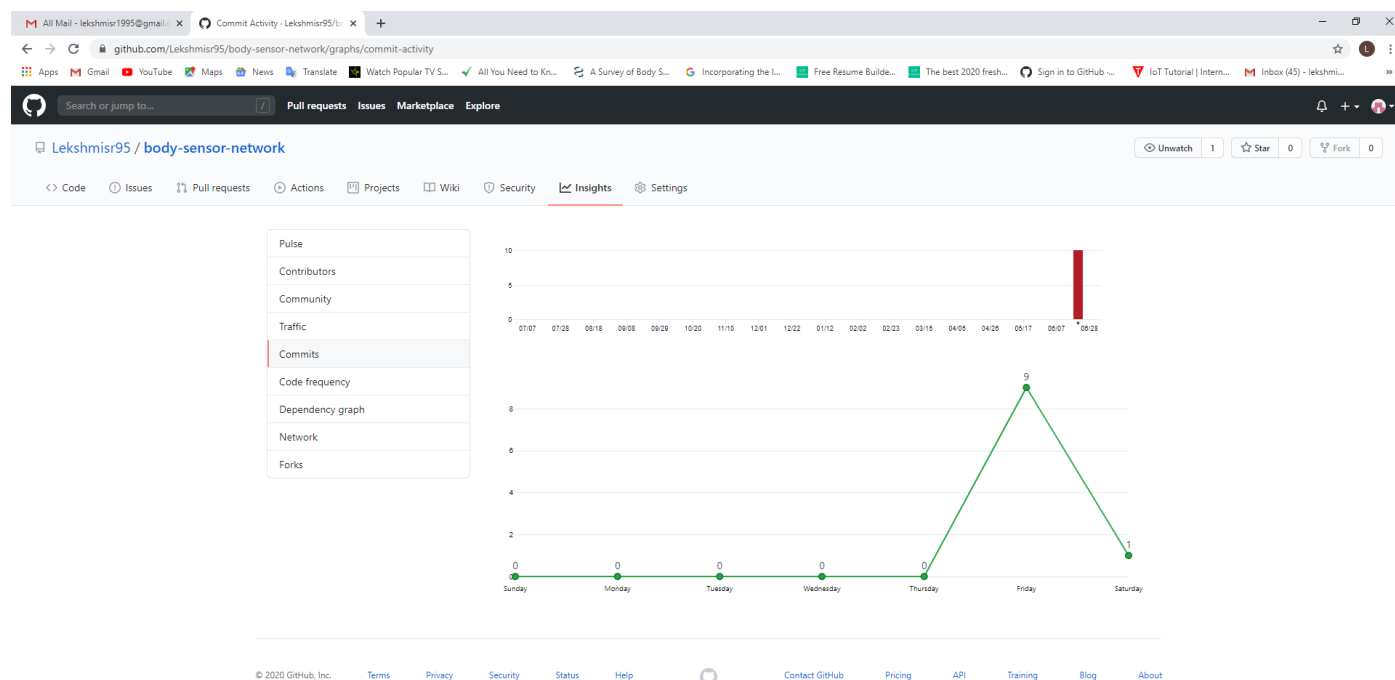 All Mail - lekshmisr1995@gmail.c
Commit Activity · Lekshmisr95/bo
github.com/Lekshmisr95/body-sensor-network/graphs/commit-activity
L
Apps Gmail YouTube Maps News Translate Watch Popular TV S... All You Need to Kn... A Survey of Body S... Incorporating the I... Free Resume Builde... The best 2020 fresh... Sign in to GitHub ·... IoT Tutorial | Intern... Inbox (45) - lekshmi... »
Search or jump to... / Pull requests Issues Marketplace Explore
Lekshmisr95 / body-sensor-network
Unwatch 1 Star 0 Fork 0
Code Issues Pull requests Actions Projects Wiki Security Insights Settings
Pulse
Contributors
Community
Traffic
Commits
Code frequency
Dependency graph
Network
Forks
10
5
0
07/07 07/28 08/18 09/08 09/29 10/20 11/10 12/01 12/22 01/12 02/02 02/23 03/15 04/05 04/26 05/17 06/07 06/28
9
8
6
4
2
1
0 0 0 0 0
0
Sunday Monday Tuesday Wednesday Thursday Friday Saturday
© 2020 GitHub, Inc. Terms Privacy Security Status Help Contact GitHub Pricing API Training Blog About